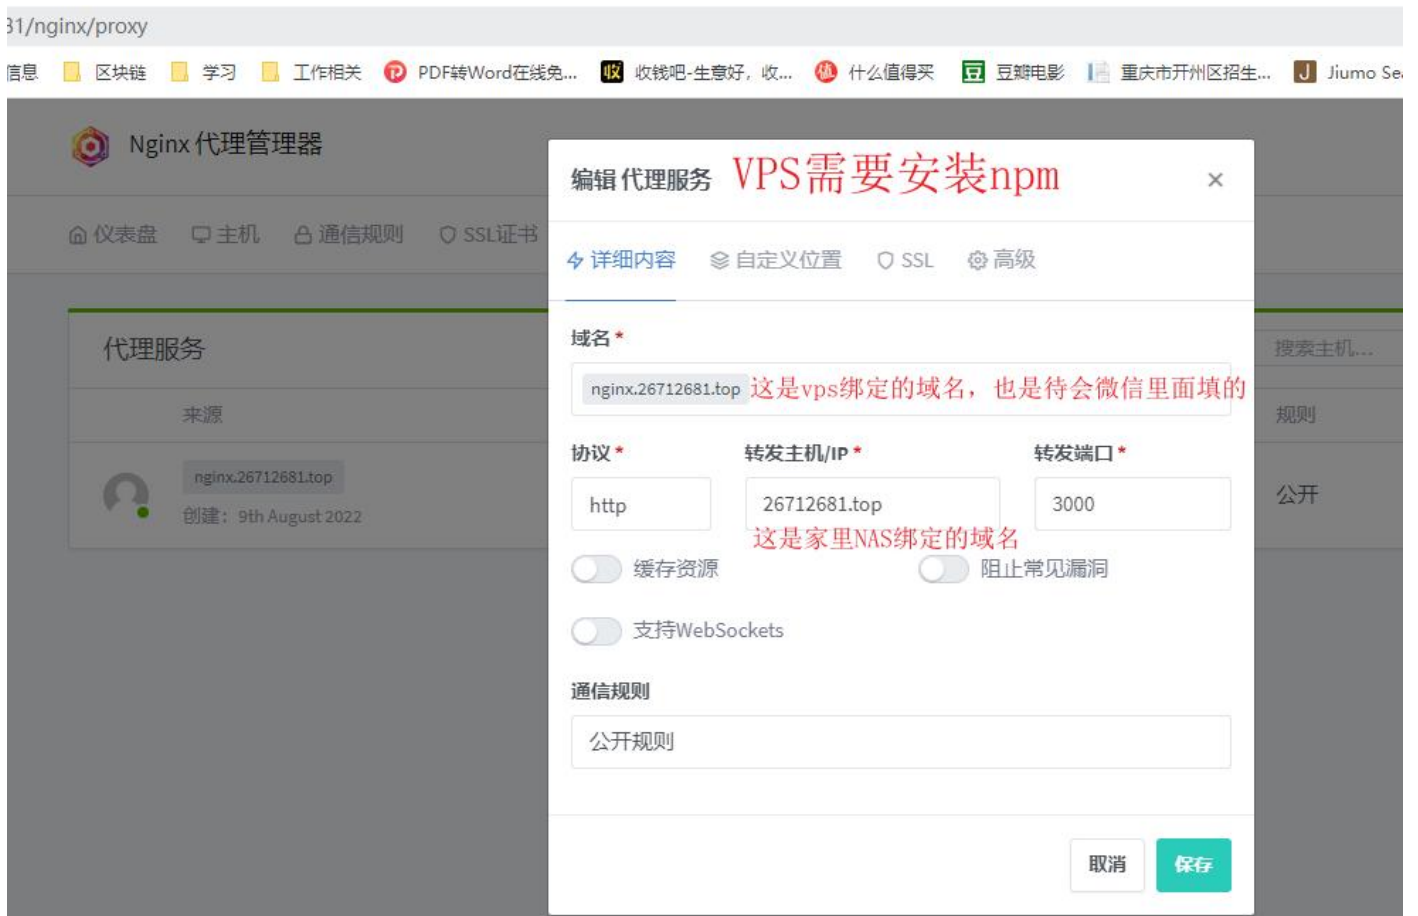 31/nginx/proxy
信息 区块链 学习 工作相关 PDF转Word在线免... 收 收钱吧-生意好，收... 值 什么值得买 豆 豆瓣电影 重庆市开州区招生... J Jiumo Sea
Nginx 代理管理器
编辑 代理服务 VPS需要安装npm ×
仪表盘 主机 通信规则 SSL证书
详细内容 自定义位置 SSL 高级
域名*
代理服务
搜索主机...
nginx.26712681.top 这是vps绑定的域名，也是待会微信里面填的
来源
规则
协议* 转发主机/IP* 转发端口*
nginx.26712681.top
创建：9th August 2022
公开
http 26712681.top 3000
这是家里NAS绑定的域名
缓存资源 阻止常见漏洞
支持WebSockets
通信规则
公开规则
取消 保存